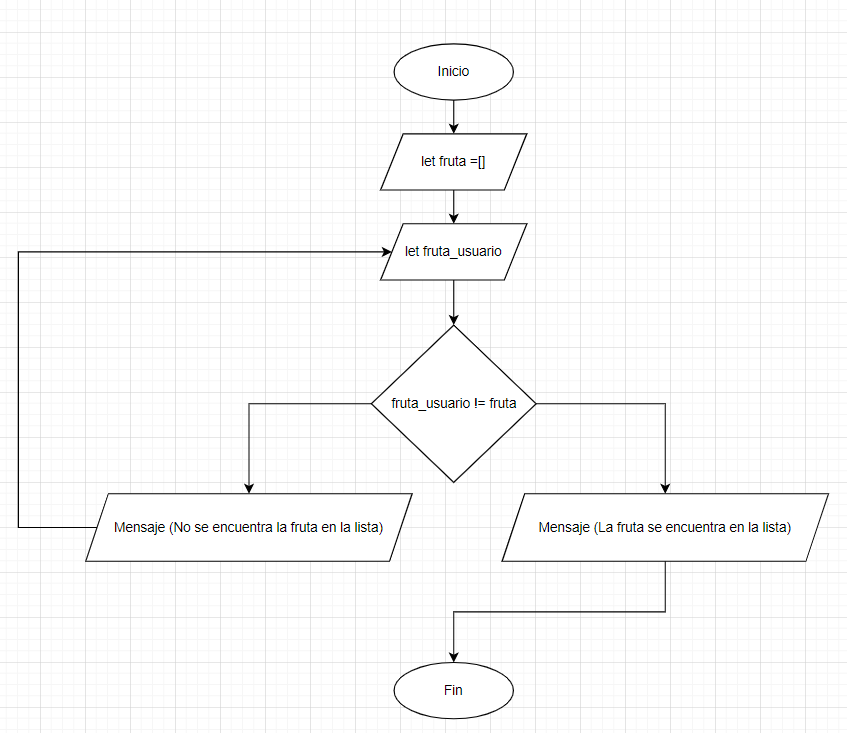 Inicio
let fruta =[]
let fruta_usuario
fruta_usuario != fruta
Mensaje (No se encuentra la fruta en la lista)
Mensaje (La fruta se encuentra en la lista)
Fin